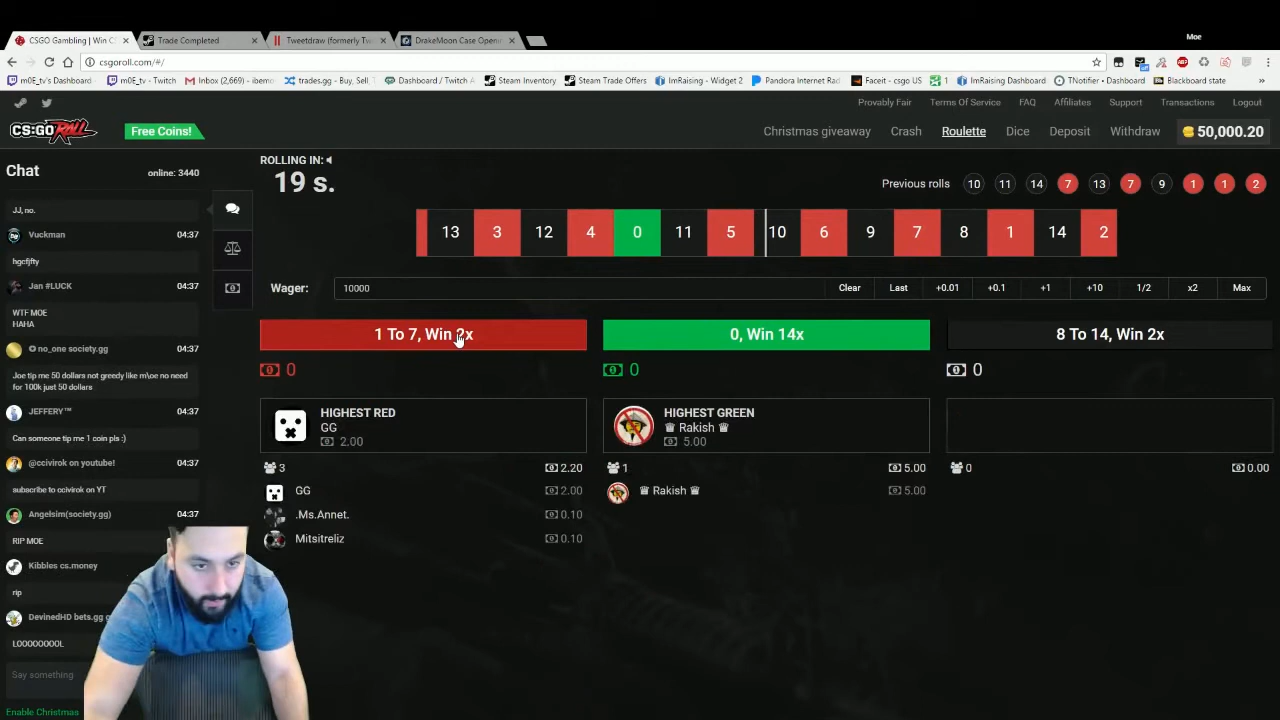 Moe
CSGO Gambling | Win C
Trade Completed
Tweetdraw (formerly Tw
DrakeMoon Case Openi
csgoroll.com/#/
m0E_tv's Dashboard
m0E_tv - Twitch
Inbox (2,669) - ibemo
trades.gg - Buy, Sell
Dashboard / Twitch A
Steam Inventory
Steam Trade Offers
ImRaising - Widget 2
Pandora Internet Rad
Faceit - csgo US
1
ImRaising Dashboard
TNotifier • Dashboard
Blackboard state
Provably Fair
Terms Of Service
FAQ
Affiliates
Support
Transactions
Logout
CS:GO ROLL
Free Coins!
Christmas giveaway
Crash
Roulette
Dice
Deposit
Withdraw
50,000.20
Chat
online: 3440
JJ, no.
Vuckman 04:37
hgcfjfty
Jan #LUCK 04:37
WTF MOE
HAHA
no_one society.gg 04:37
Joe tip me 50 dollars not greedy like m\oe no need
for 100k just 50 dollars
JEFFERY™ 04:37
Can someone tip me 1 coin pls :)
@ccivirok on youtube! 04:37
subscribe to ccivirok on YT
Angelsim(society.gg) 04:37
RIP MOE
Kibbles cs.money
rip
DevinedHD bets.gg g
LOOOOOOOOL
Say something
Enable Christmas
ROLLING IN:
19 s.
Previous rolls 10 11 14 7 13 7 9 1 1 2
13 3 12 4 0 11 5 10 6 9 7 8 1 14 2
Wager: 10000 Clear Last +0.01 +0.1 +1 +10 1/2 x2 Max
1 To 7, Win 2x
0, Win 14x
8 To 14, Win 2x
0
0
0
HIGHEST RED
GG
2.00
HIGHEST GREEN
♛ Rakish ♛
5.00
3 2.20
1 5.00
0 0.00
GG 2.00
♛ Rakish ♛ 5.00
.Ms.Annet. 0.10
Mitsitreliz 0.10